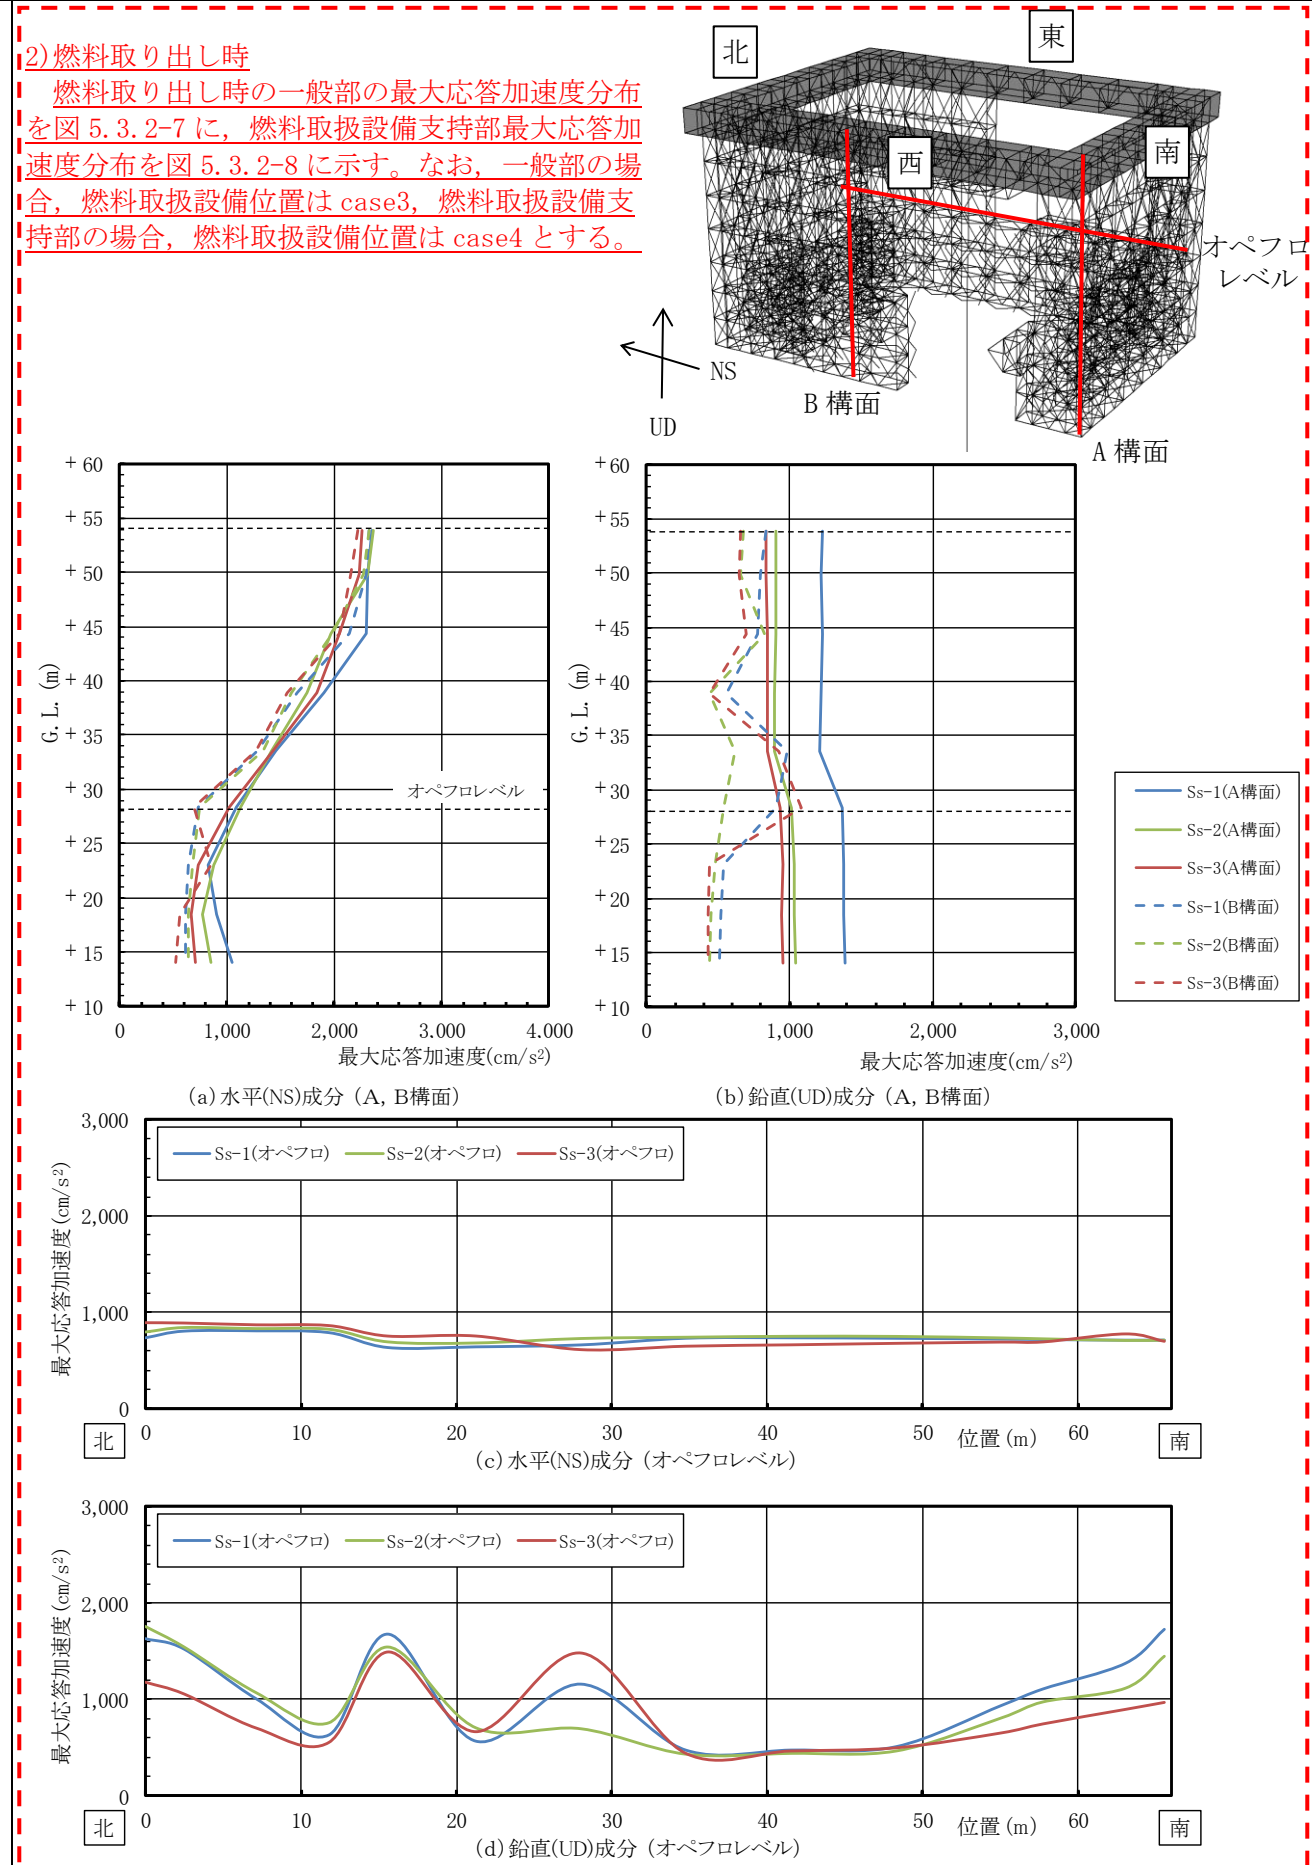 2)燃料取り出し時
燃料取り出し時の一般部の最大応答加速度分布
を図 5.3.2-7 に，燃料取扱設備支持部最大応答加
速度分布を図 5.3.2-8 に示す。なお，一般部の場
合，燃料取扱設備位置は case3，燃料取扱設備支
持部の場合，燃料取扱設備位置は case4 とする。
北
東
西
南
オペフロ
レベル
NS
UD
B 構面
A 構面
G.L.(m)
+60
+55
+50
+45
+40
+35
+30
+25
+20
+15
+10
オペフロレベル
0 1,000 2,000 3,000 4,000
最大応答加速度(cm/s²)
(a)水平(NS)成分 (A, B構面)
G.L.(m)
+60
+55
+50
+45
+40
+35
+30
+25
+20
+15
+10
0 1,000 2,000 3,000
最大応答加速度(cm/s²)
(b)鉛直(UD)成分 (A, B構面)
Ss-1(A構面)
Ss-2(A構面)
Ss-3(A構面)
Ss-1(B構面)
Ss-2(B構面)
Ss-3(B構面)
最大応答加速度(cm/s²)
3,000
2,000
1,000
0
Ss-1(オペフロ) Ss-2(オペフロ) Ss-3(オペフロ)
北 0 10 20 30 40 50 位置(m) 60 南
(c)水平(NS)成分 (オペフロレベル)
最大応答加速度(cm/s²)
3,000
2,000
1,000
0
Ss-1(オペフロ) Ss-2(オペフロ) Ss-3(オペフロ)
北 0 10 20 30 40 50 位置(m) 60 南
(d)鉛直(UD)成分 (オペフロレベル)